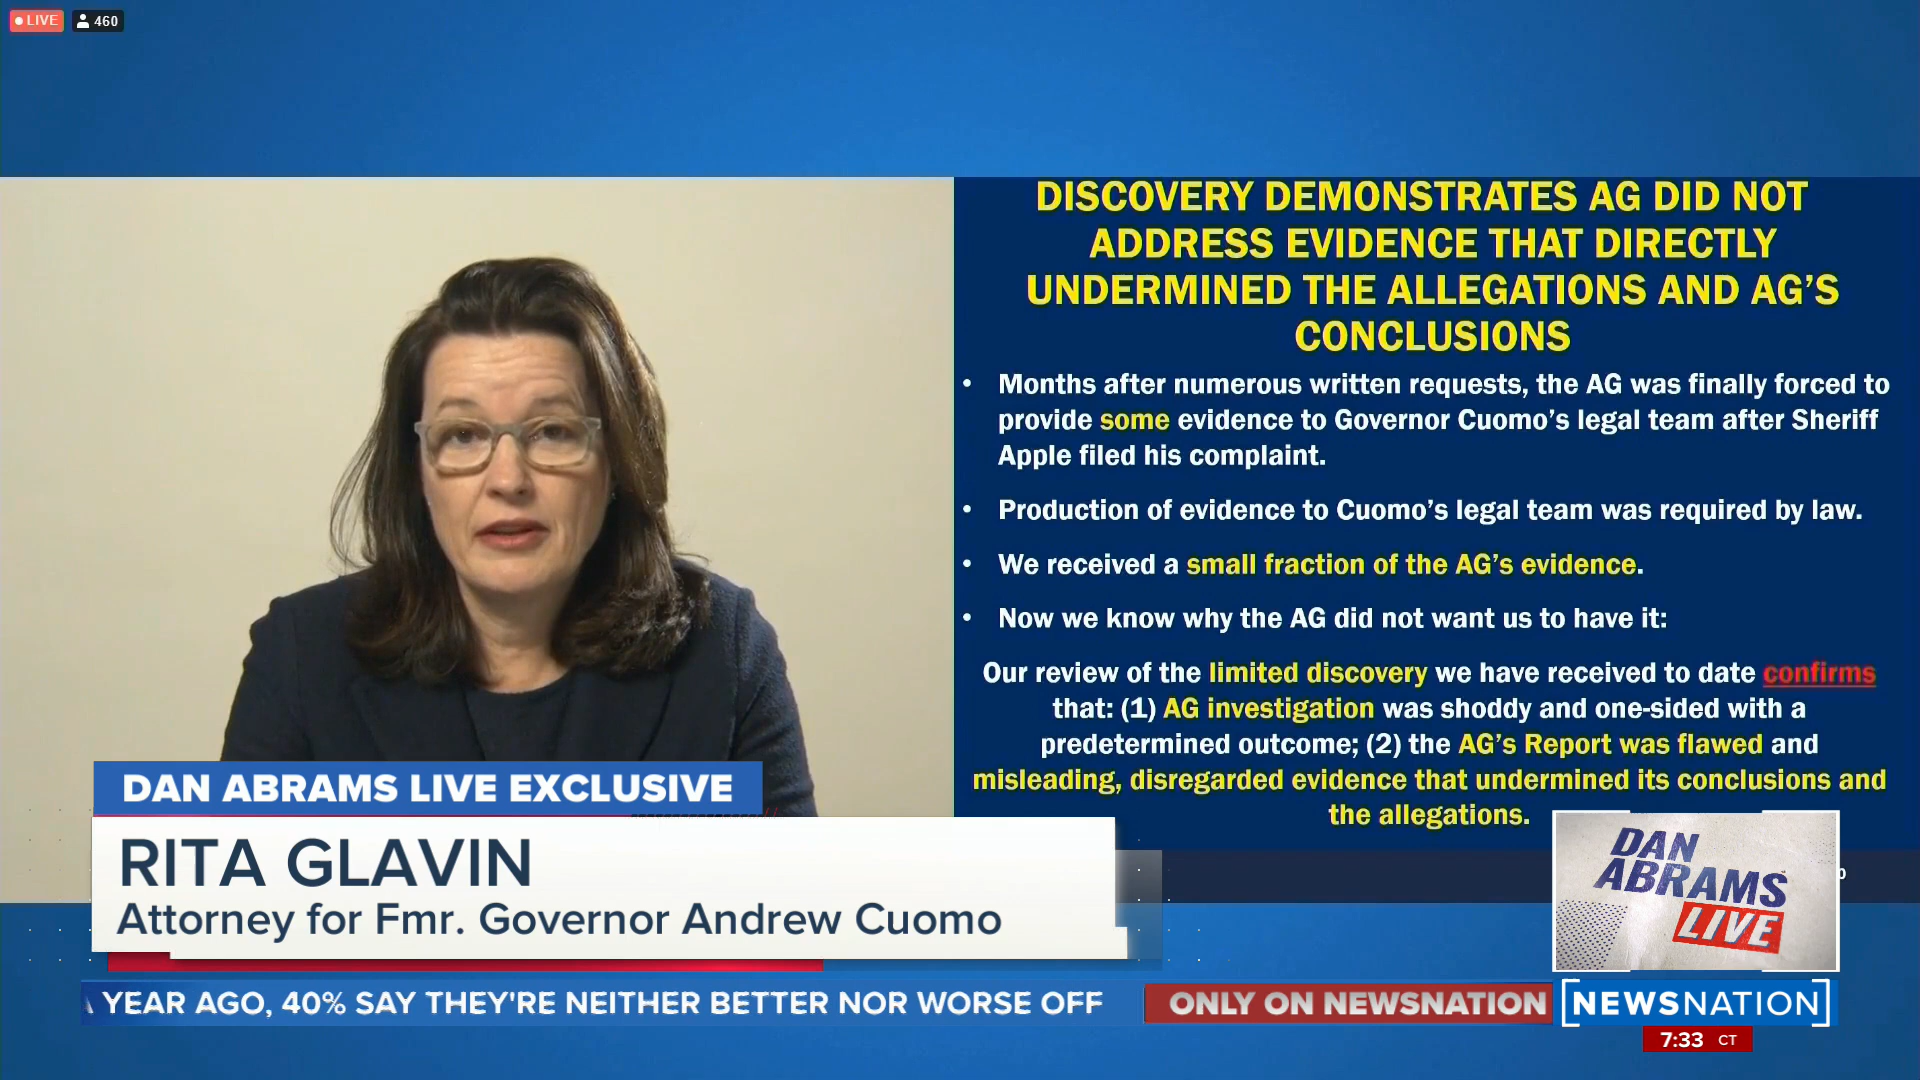 LIVE
460
DISCOVERY DEMONSTRATES AG DID NOT
ADDRESS EVIDENCE THAT DIRECTLY
UNDERMINED THE ALLEGATIONS AND AG'S
CONCLUSIONS
• Months after numerous written requests, the AG was finally forced to
provide some evidence to Governor Cuomo's legal team after Sheriff
Apple filed his complaint.
• Production of evidence to Cuomo's legal team was required by law.
• We received a small fraction of the AG's evidence.
• Now we know why the AG did not want us to have it:
Our review of the limited discovery we have received to date confirms
that: (1) AG investigation was shoddy and one-sided with a
predetermined outcome; (2) the AG's Report was flawed and
misleading, disregarded evidence that undermined its conclusions and
the allegations.
DAN ABRAMS LIVE EXCLUSIVE
RITA GLAVIN
Attorney for Fmr. Governor Andrew Cuomo
DAN
ABRAMS
LIVE
YEAR AGO, 40% SAY THEY'RE NEITHER BETTER NOR WORSE OFF
ONLY ON NEWSNATION
NEWSNATION
7:33 CT